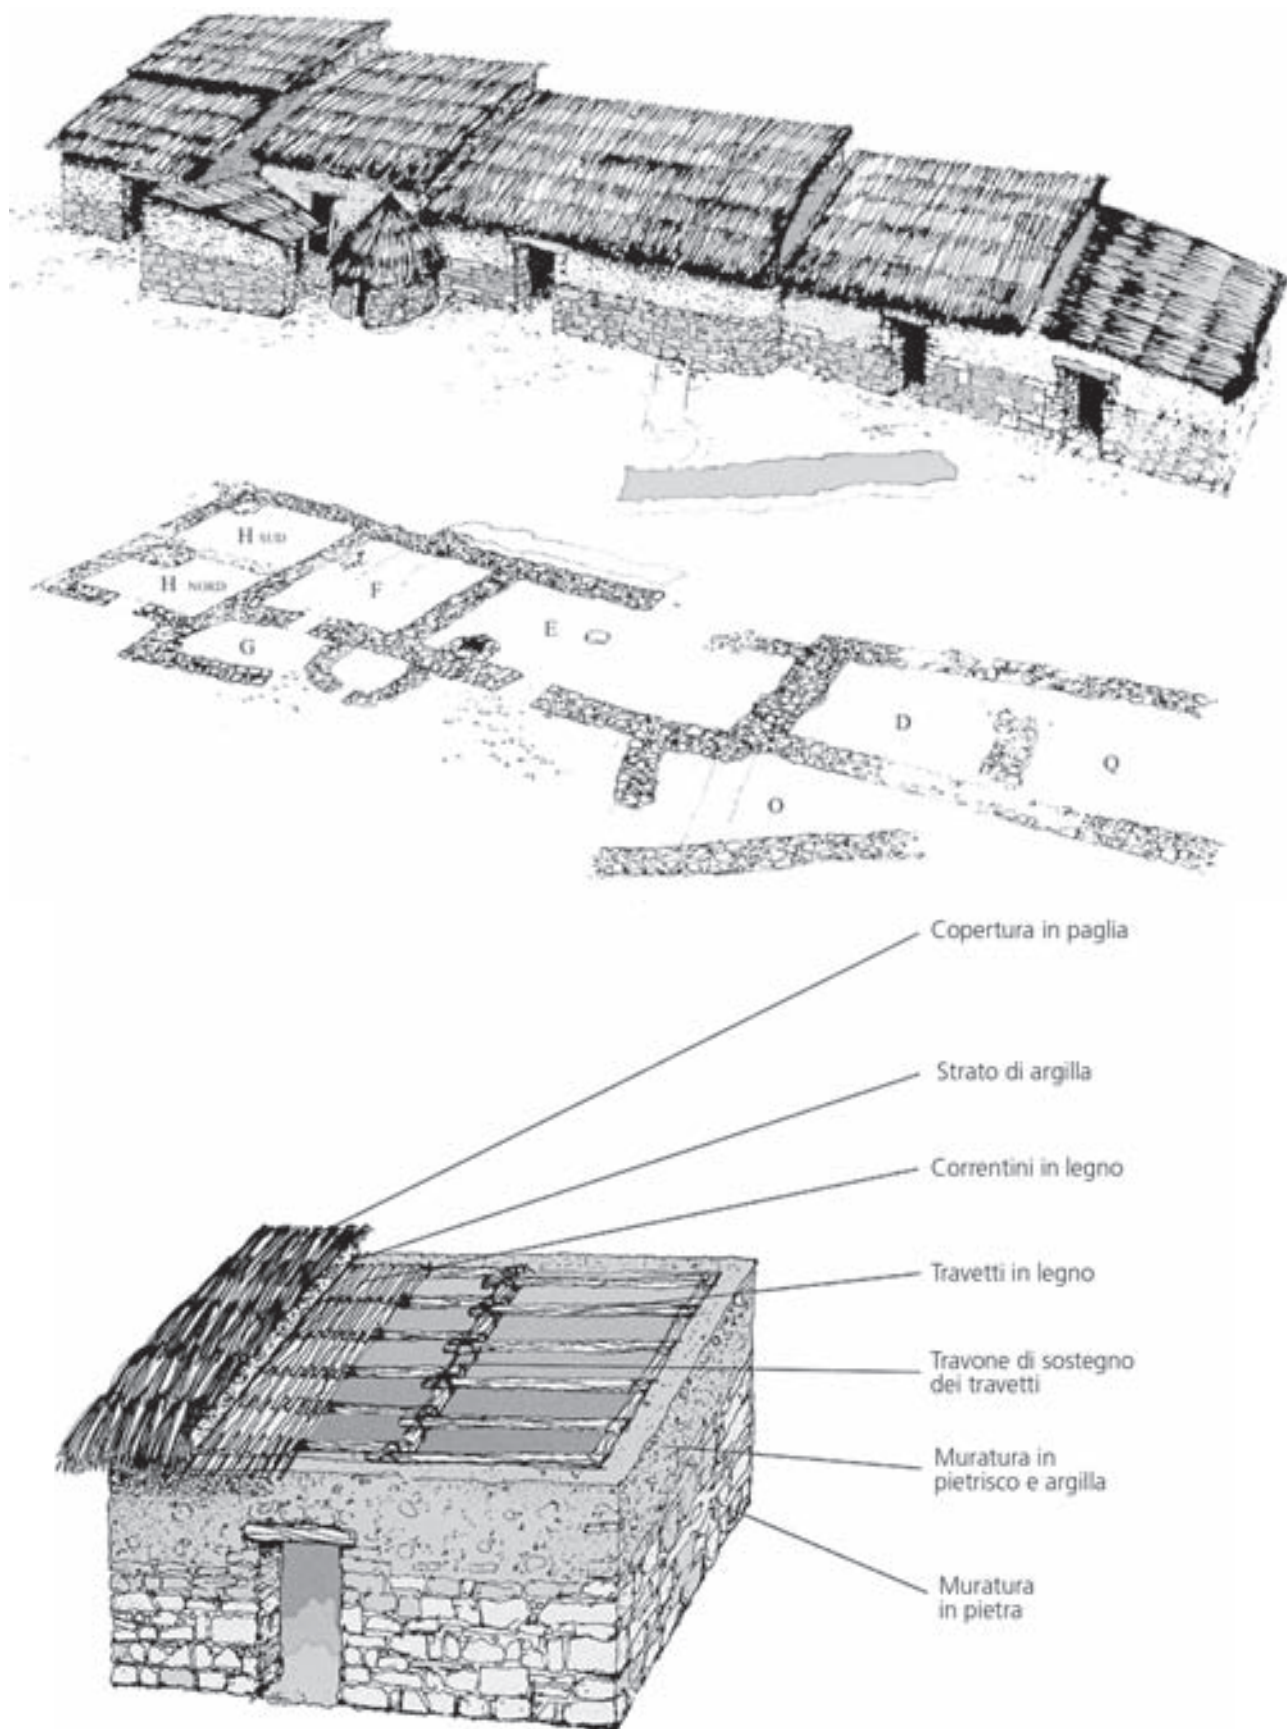 H SUD
H NORD
F
G
E
D
Q
O
Copertura in paglia
Strato di argilla
Correntini in legno
Travetti in legno
Travone di sostegno
dei travetti
Muratura in
pietrisco e argilla
Muratura
in pietra